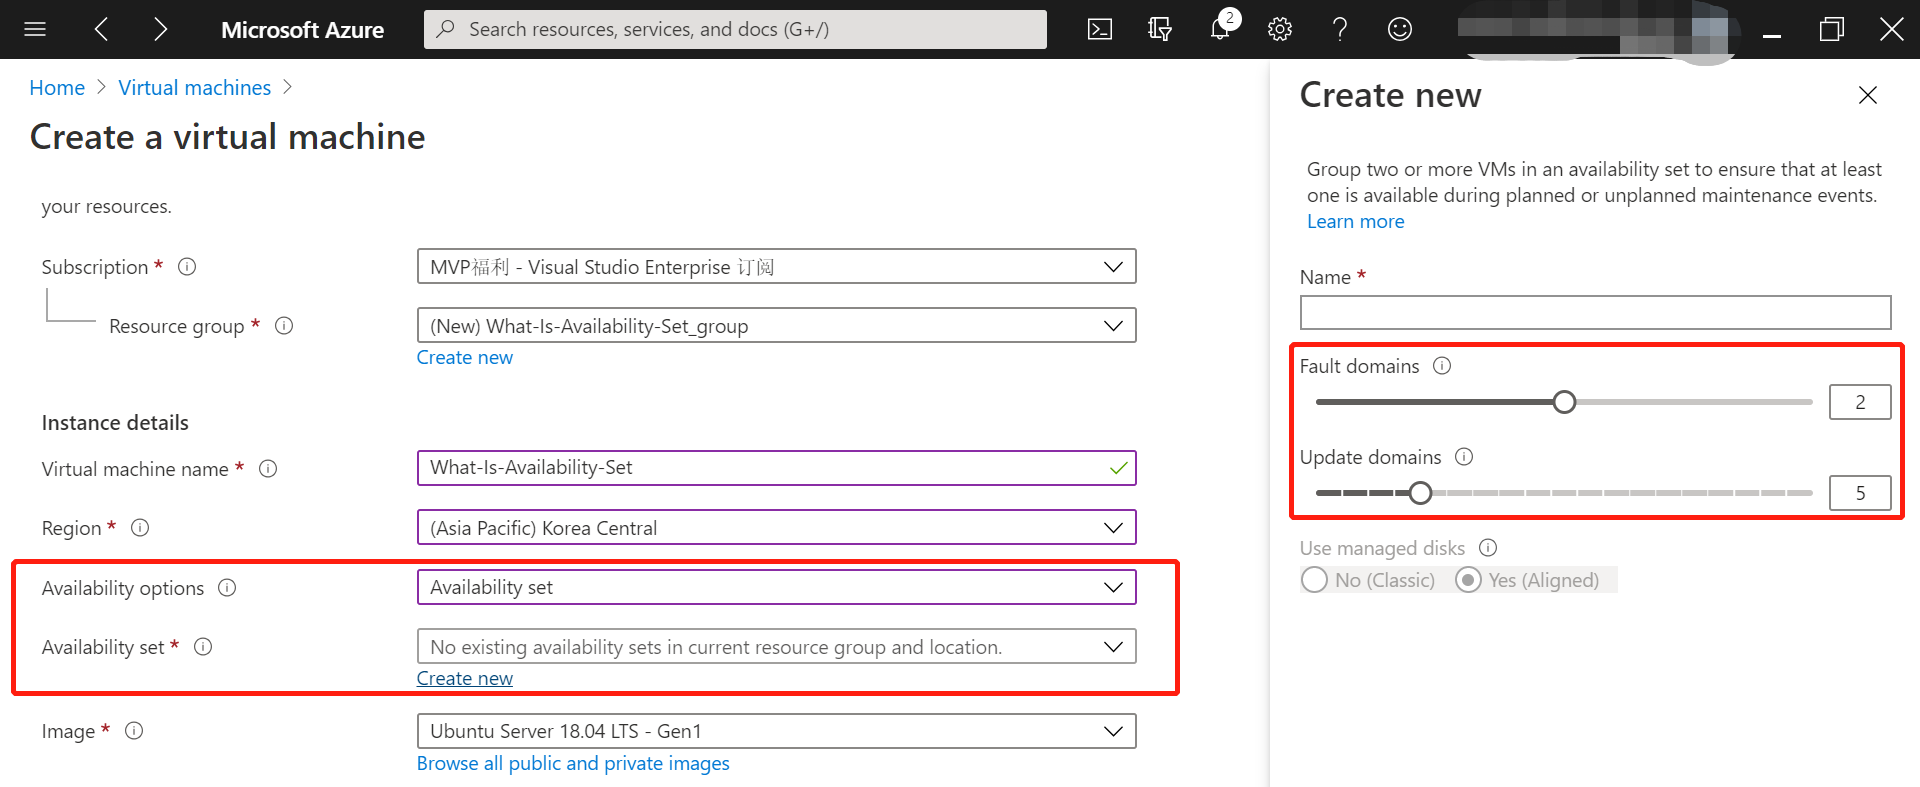 Microsoft Azure
Search resources, services, and docs (G+/)
2
Home > Virtual machines >
Create a virtual machine
your resources.
Subscription *
MVP福利 - Visual Studio Enterprise 订阅
Resource group *
(New) What-Is-Availability-Set_group
Create new
Instance details
Virtual machine name *
What-Is-Availability-Set
Region *
(Asia Pacific) Korea Central
Availability options
Availability set
Availability set *
No existing availability sets in current resource group and location.
Create new
Image *
Ubuntu Server 18.04 LTS - Gen1
Browse all public and private images
Create new
Group two or more VMs in an availability set to ensure that at least
one is available during planned or unplanned maintenance events.
Learn more
Name *
Fault domains
2
Update domains
5
Use managed disks
No (Classic)
Yes (Aligned)